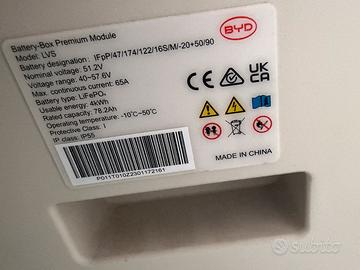 Battery-Box Premium Module
Model: LVS
Battery designation: IFpP/47/174/122/16S/M/-20+50/90
Nominal voltage: 51.2V
Voltage range: 40~57.6V
Max. continuous current: 65A
Battery type: LiFePO₄
Usable energy: 4kWh
Rated capacity: 78.2Ah
Operating temperature: -10°C~50°C
Protective Class: I
IP class: IP55
P011T010Z2301172161
BYD
CE
UK
CA
MADE IN CHINA
subito